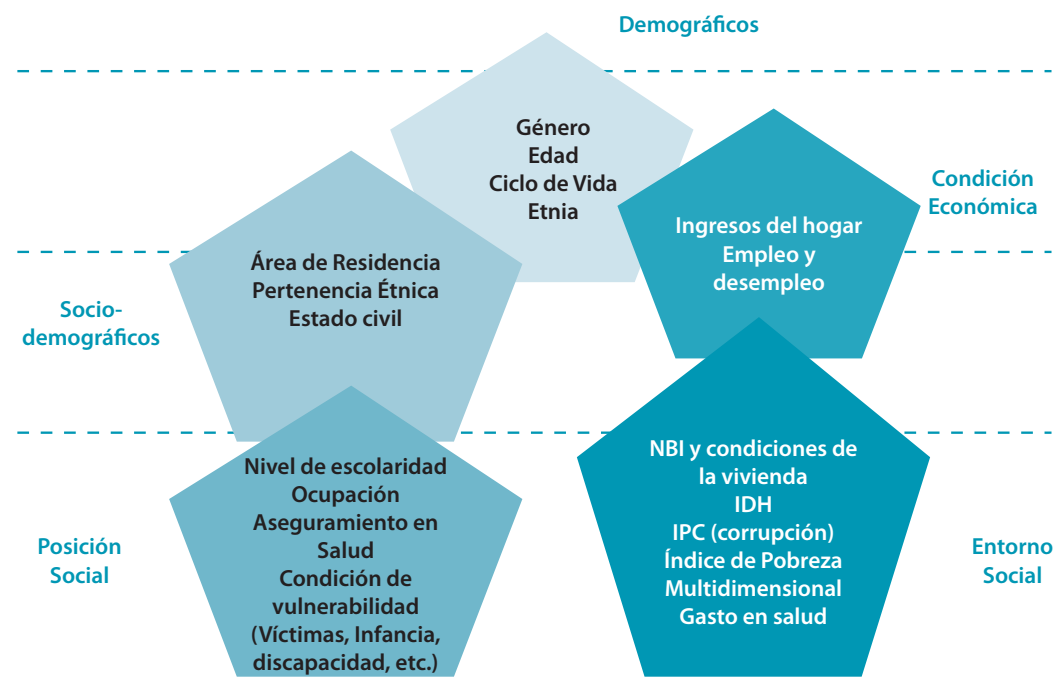 Demográficos
Género
Edad
Ciclo de Vida
Etnia
Condición
Económica
Ingresos del hogar
Empleo y
desempleo
Socio-
demográficos
Área de Residencia
Pertenencia Étnica
Estado civil
Posición
Social
Nivel de escolaridad
Ocupación
Aseguramiento en
Salud
Condición de
vulnerabilidad
(Víctimas, Infancia,
discapacidad, etc.)
NBI y condiciones de
la vivienda
IDH
IPC (corrupción)
Índice de Pobreza
Multidimensional
Gasto en salud
Entorno
Social